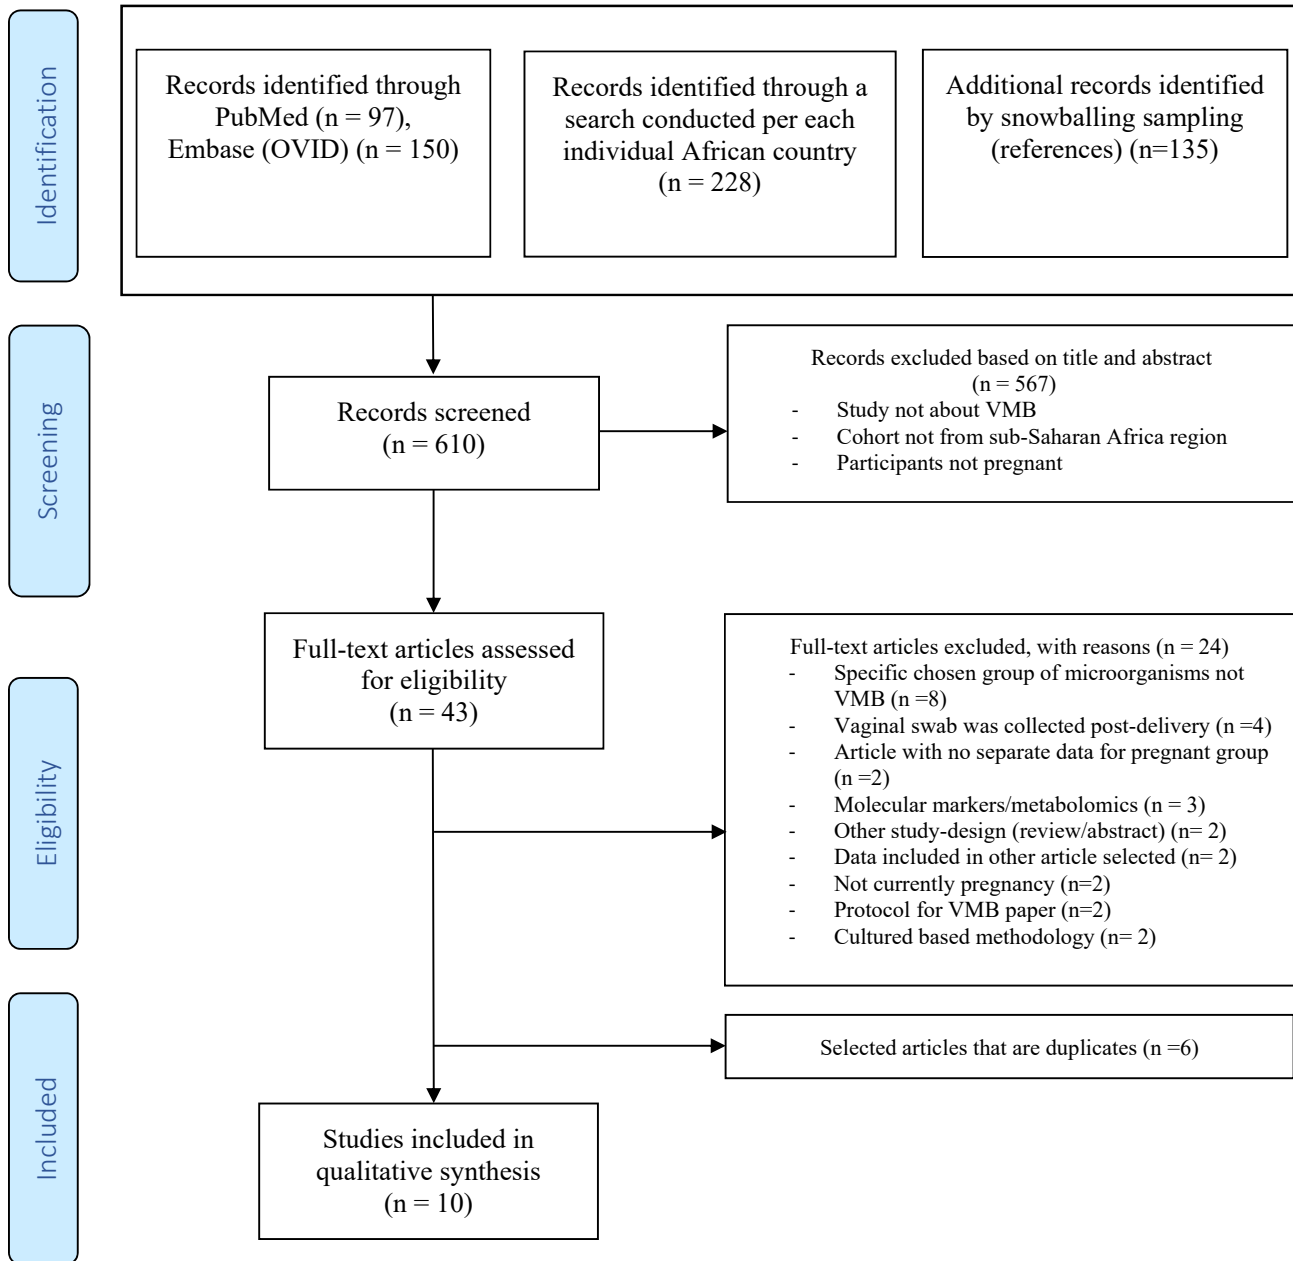 Identification
Records identified through
PubMed (n = 97),
Embase (OVID) (n = 150)
Records identified through a
search conducted per each
individual African country
(n = 228)
Additional records identified
by snowballing sampling
(references) (n=135)
Screening
Records screened
(n = 610)
Records excluded based on title and abstract
(n = 567)
- Study not about VMB
- Cohort not from sub-Saharan Africa region
- Participants not pregnant
Eligibility
Full-text articles assessed
for eligibility
(n = 43)
Full-text articles excluded, with reasons (n = 24)
- Specific chosen group of microorganisms not
VMB (n =8)
- Vaginal swab was collected post-delivery (n =4)
- Article with no separate data for pregnant group
(n =2)
- Molecular markers/metabolomics (n = 3)
- Other study-design (review/abstract) (n= 2)
- Data included in other article selected (n= 2)
- Not currently pregnancy (n=2)
- Protocol for VMB paper (n=2)
- Cultured based methodology (n= 2)
Selected articles that are duplicates (n =6)
Included
Studies included in
qualitative synthesis
(n = 10)